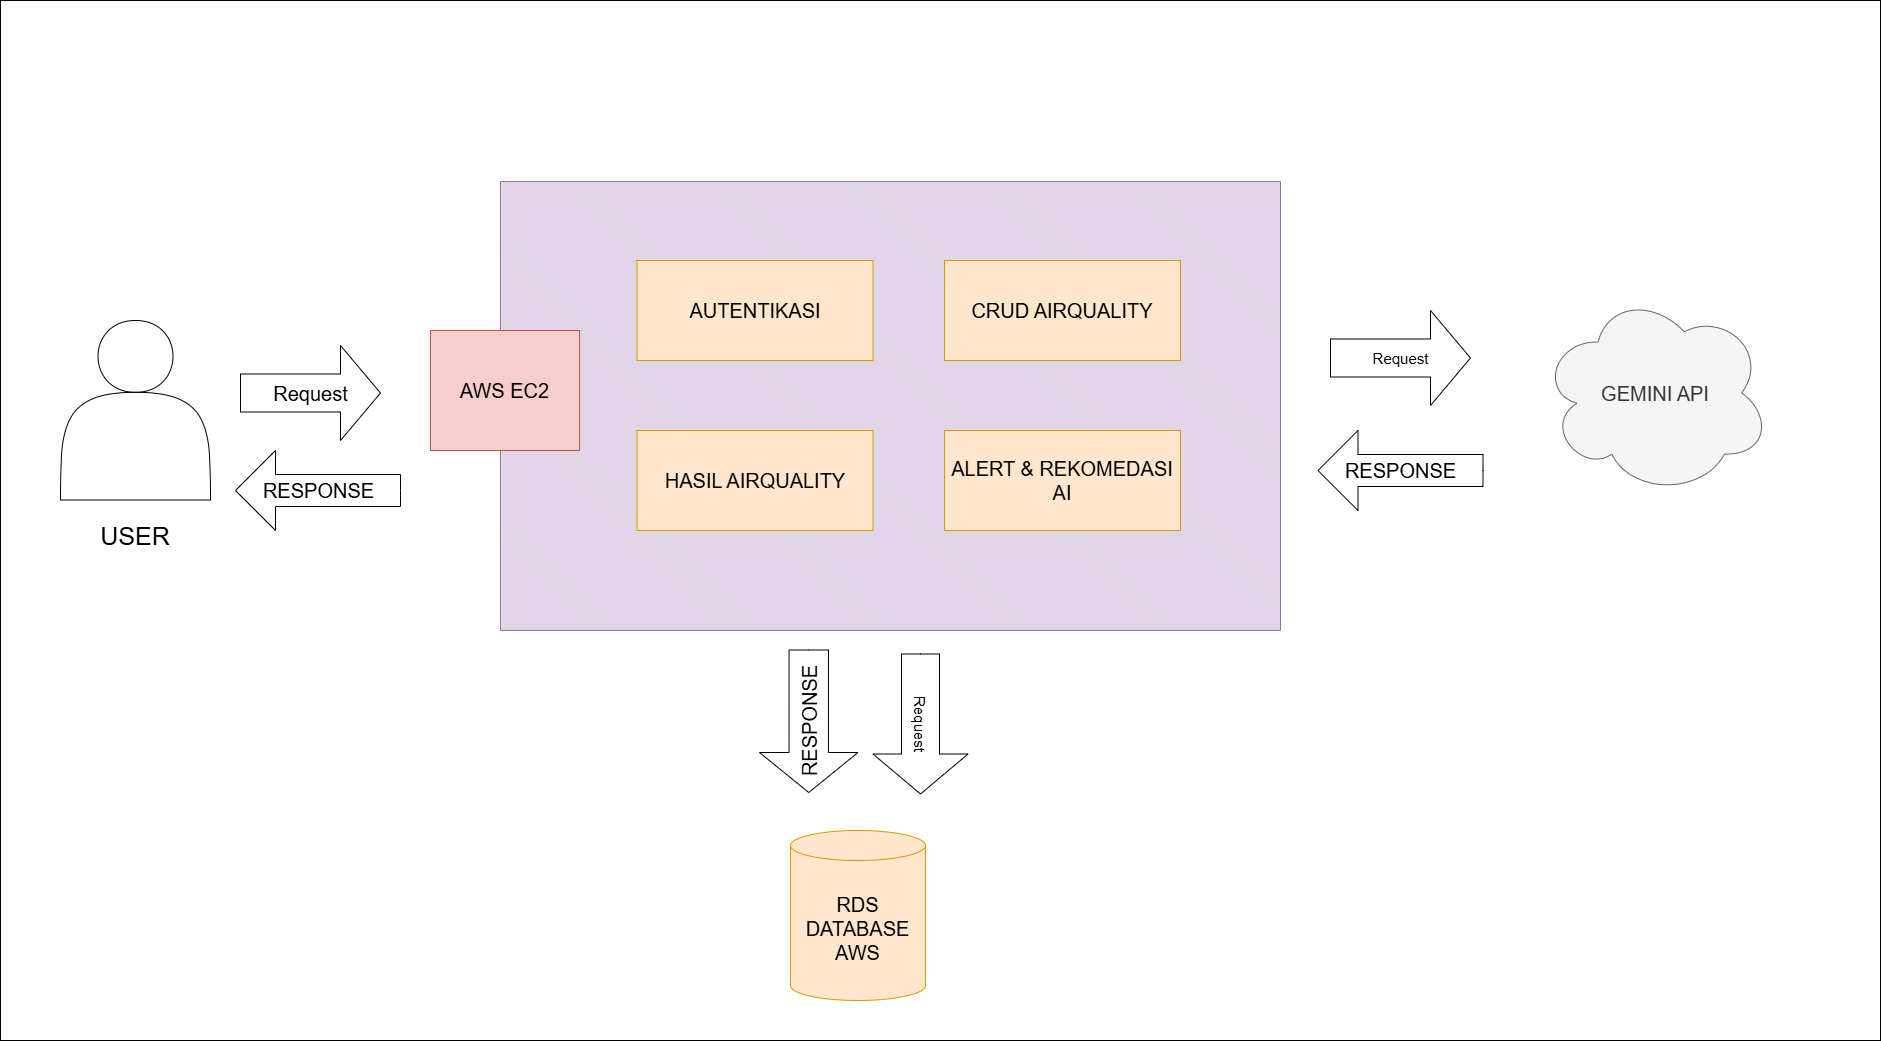 AUTENTIKASI
CRUD AIRQUALITY
AWS EC2
Request
RESPONSE
USER
HASIL AIRQUALITY
ALERT & REKOMEDASI
AI
Request
RESPONSE
GEMINI API
RESPONSE
Request
RDS
DATABASE
AWS